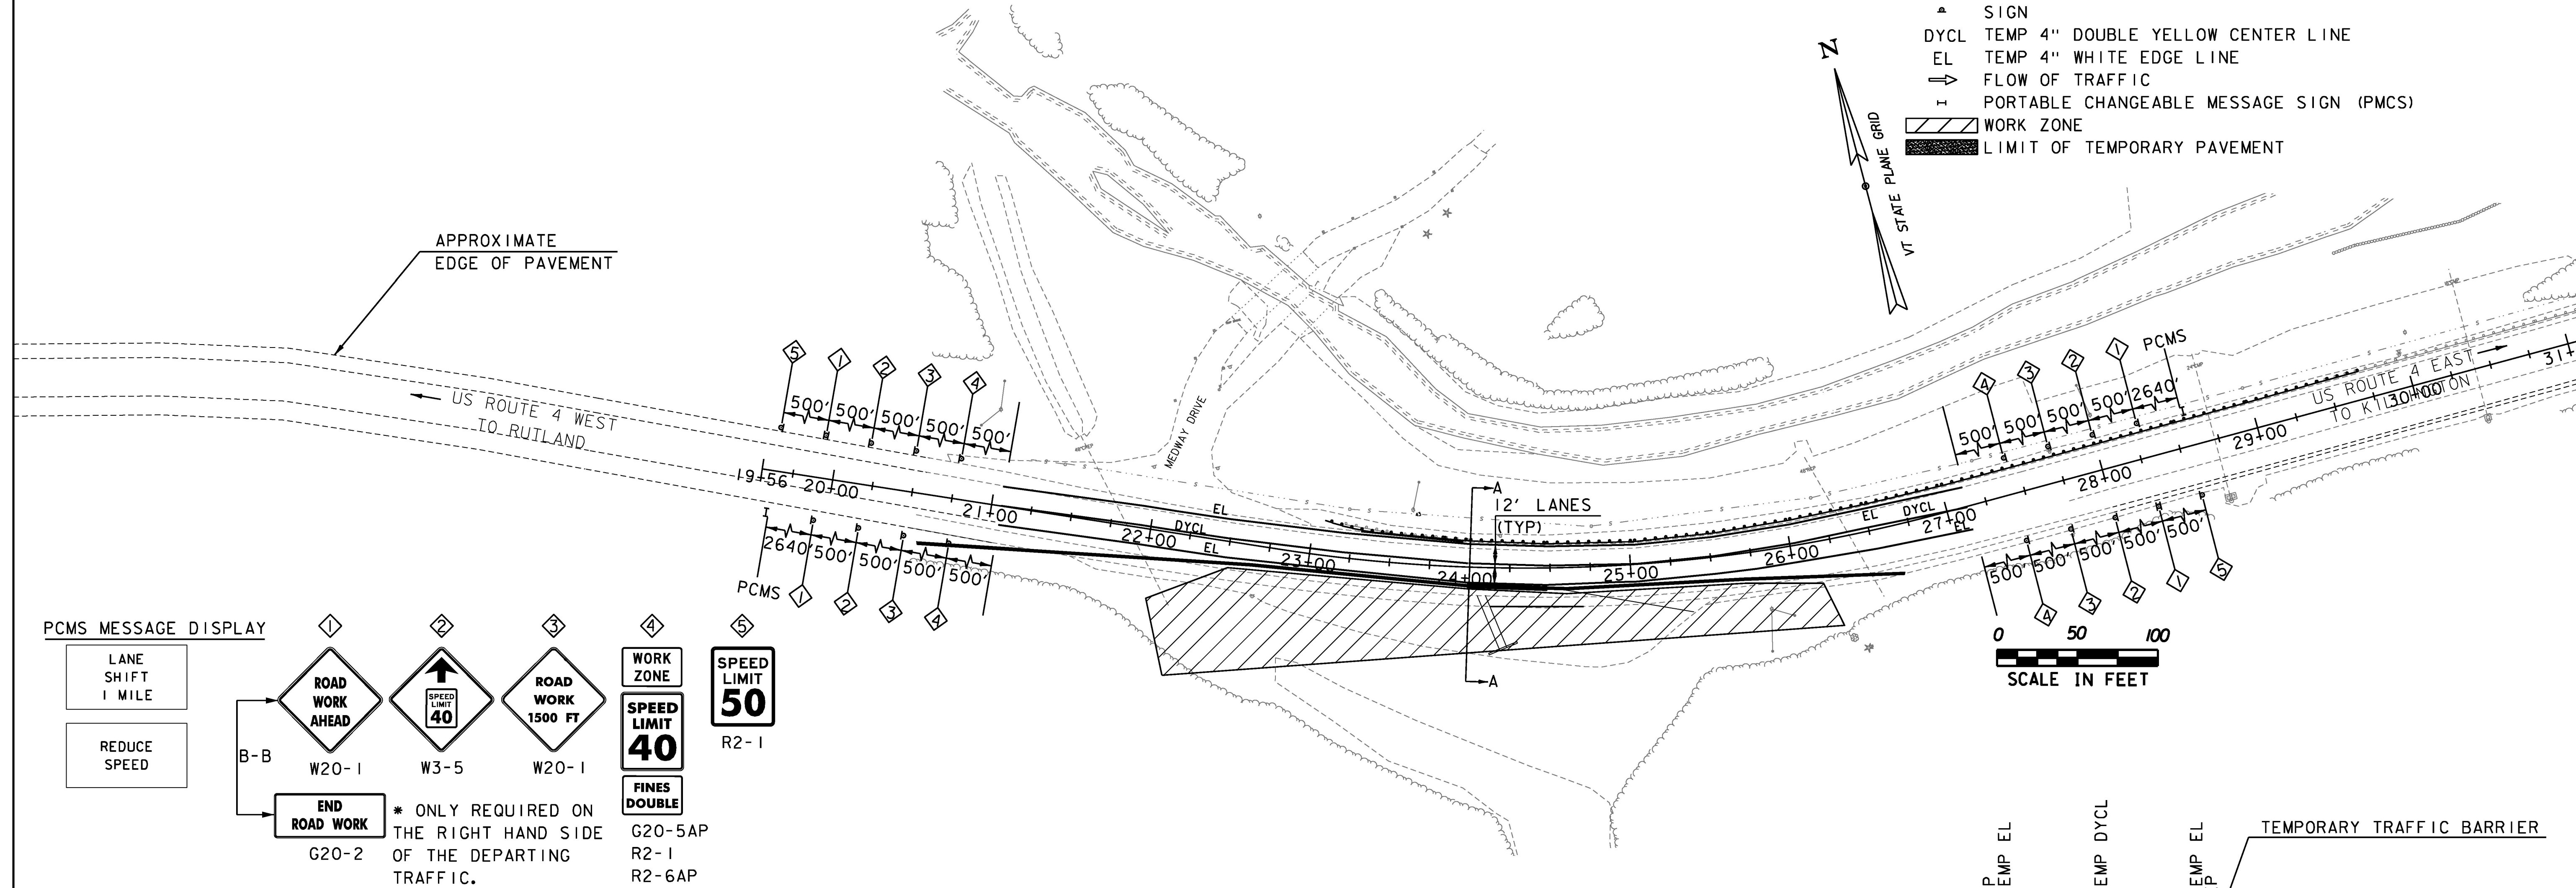 SIGN
DYCL TEMP 4" DOUBLE YELLOW CENTER LINE
EL TEMP 4" WHITE EDGE LINE
FLOW OF TRAFFIC
PORTABLE CHANGEABLE MESSAGE SIGN (PMCS)
WORK ZONE
LIMIT OF TEMPORARY PAVEMENT
N
VT STATE PLANE GRID
APPROXIMATE
EDGE OF PAVEMENT
US ROUTE 4 WEST
TO RUTLAND
5 1 2 3 4
500' 500' 500' 500' 500'
MEDWAY DRIVE
19+56 20+00 21+00 22+00 23+00 24+00 25+00 26+00 27+00 28+00 29+00 30+00 31+
EL
DYCL
EL
A
12' LANES
(TYP)
A
EL DYCL
EL
4 3 2 1 PCMS
500' 500' 500' 500' 2640'
US ROUTE 4 EAST
TO KILLINGTON
2640' 500' 500' 500' 500'
PCMS 1 2 3 4
500' 500' 500' 500' 500'
4 3 2 1 5
0 50 100
SCALE IN FEET
PCMS MESSAGE DISPLAY
LANE
SHIFT
1 MILE
REDUCE
SPEED
B-B
1
ROAD
WORK
AHEAD
W20-1
END
ROAD WORK
G20-2
2
SPEED
LIMIT
40
W3-5
3
ROAD
WORK
1500 FT
W20-1
4
WORK
ZONE
SPEED
LIMIT
40
FINES
DOUBLE
G20-5AP
R2-1
R2-6AP
5
SPEED
LIMIT
50
R2-1
* ONLY REQUIRED ON
THE RIGHT HAND SIDE
OF THE DEPARTING
TRAFFIC.
P
EMP EL
EMP DYCL
EMP EL
P
TEMPORARY TRAFFIC BARRIER